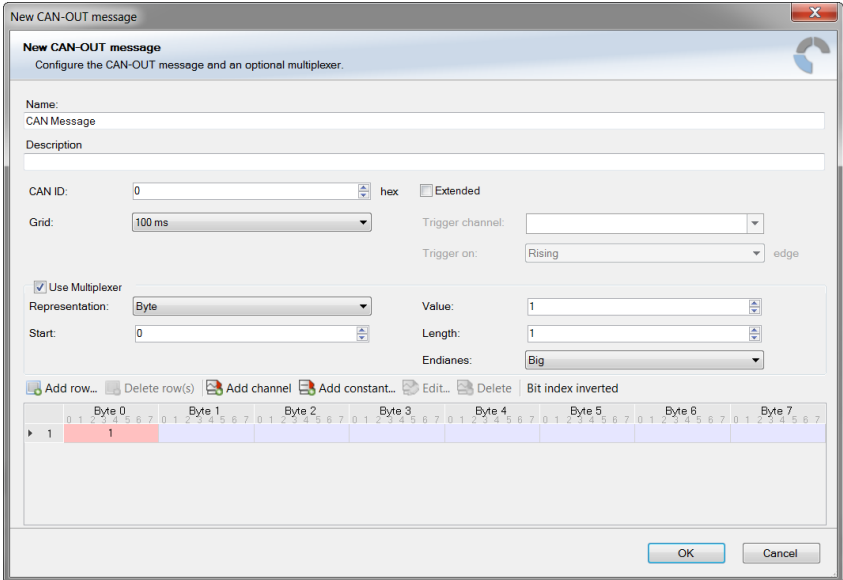 New CAN-OUT message
New CAN-OUT message
Configure the CAN-OUT message and an optional multiplexer.
Name:
CAN Message
Description
CAN ID: 0 hex Extended
Grid: 100 ms Trigger channel:
Trigger on: Rising edge
Use Multiplexer
Representation: Byte Value: 1
Start: 0 Length: 1
Endianes: Big
Add row... Delete row(s) Add channel Add constant... Edit... Delete Bit index inverted
Byte 0 Byte 1 Byte 2 Byte 3 Byte 4 Byte 5 Byte 6 Byte 7
0 1 2 3 4 5 6 7 0 1 2 3 4 5 6 7 0 1 2 3 4 5 6 7 0 1 2 3 4 5 6 7 0 1 2 3 4 5 6 7 0 1 2 3 4 5 6 7 0 1 2 3 4 5 6 7 0 1 2 3 4 5 6 7
1 1
OK Cancel